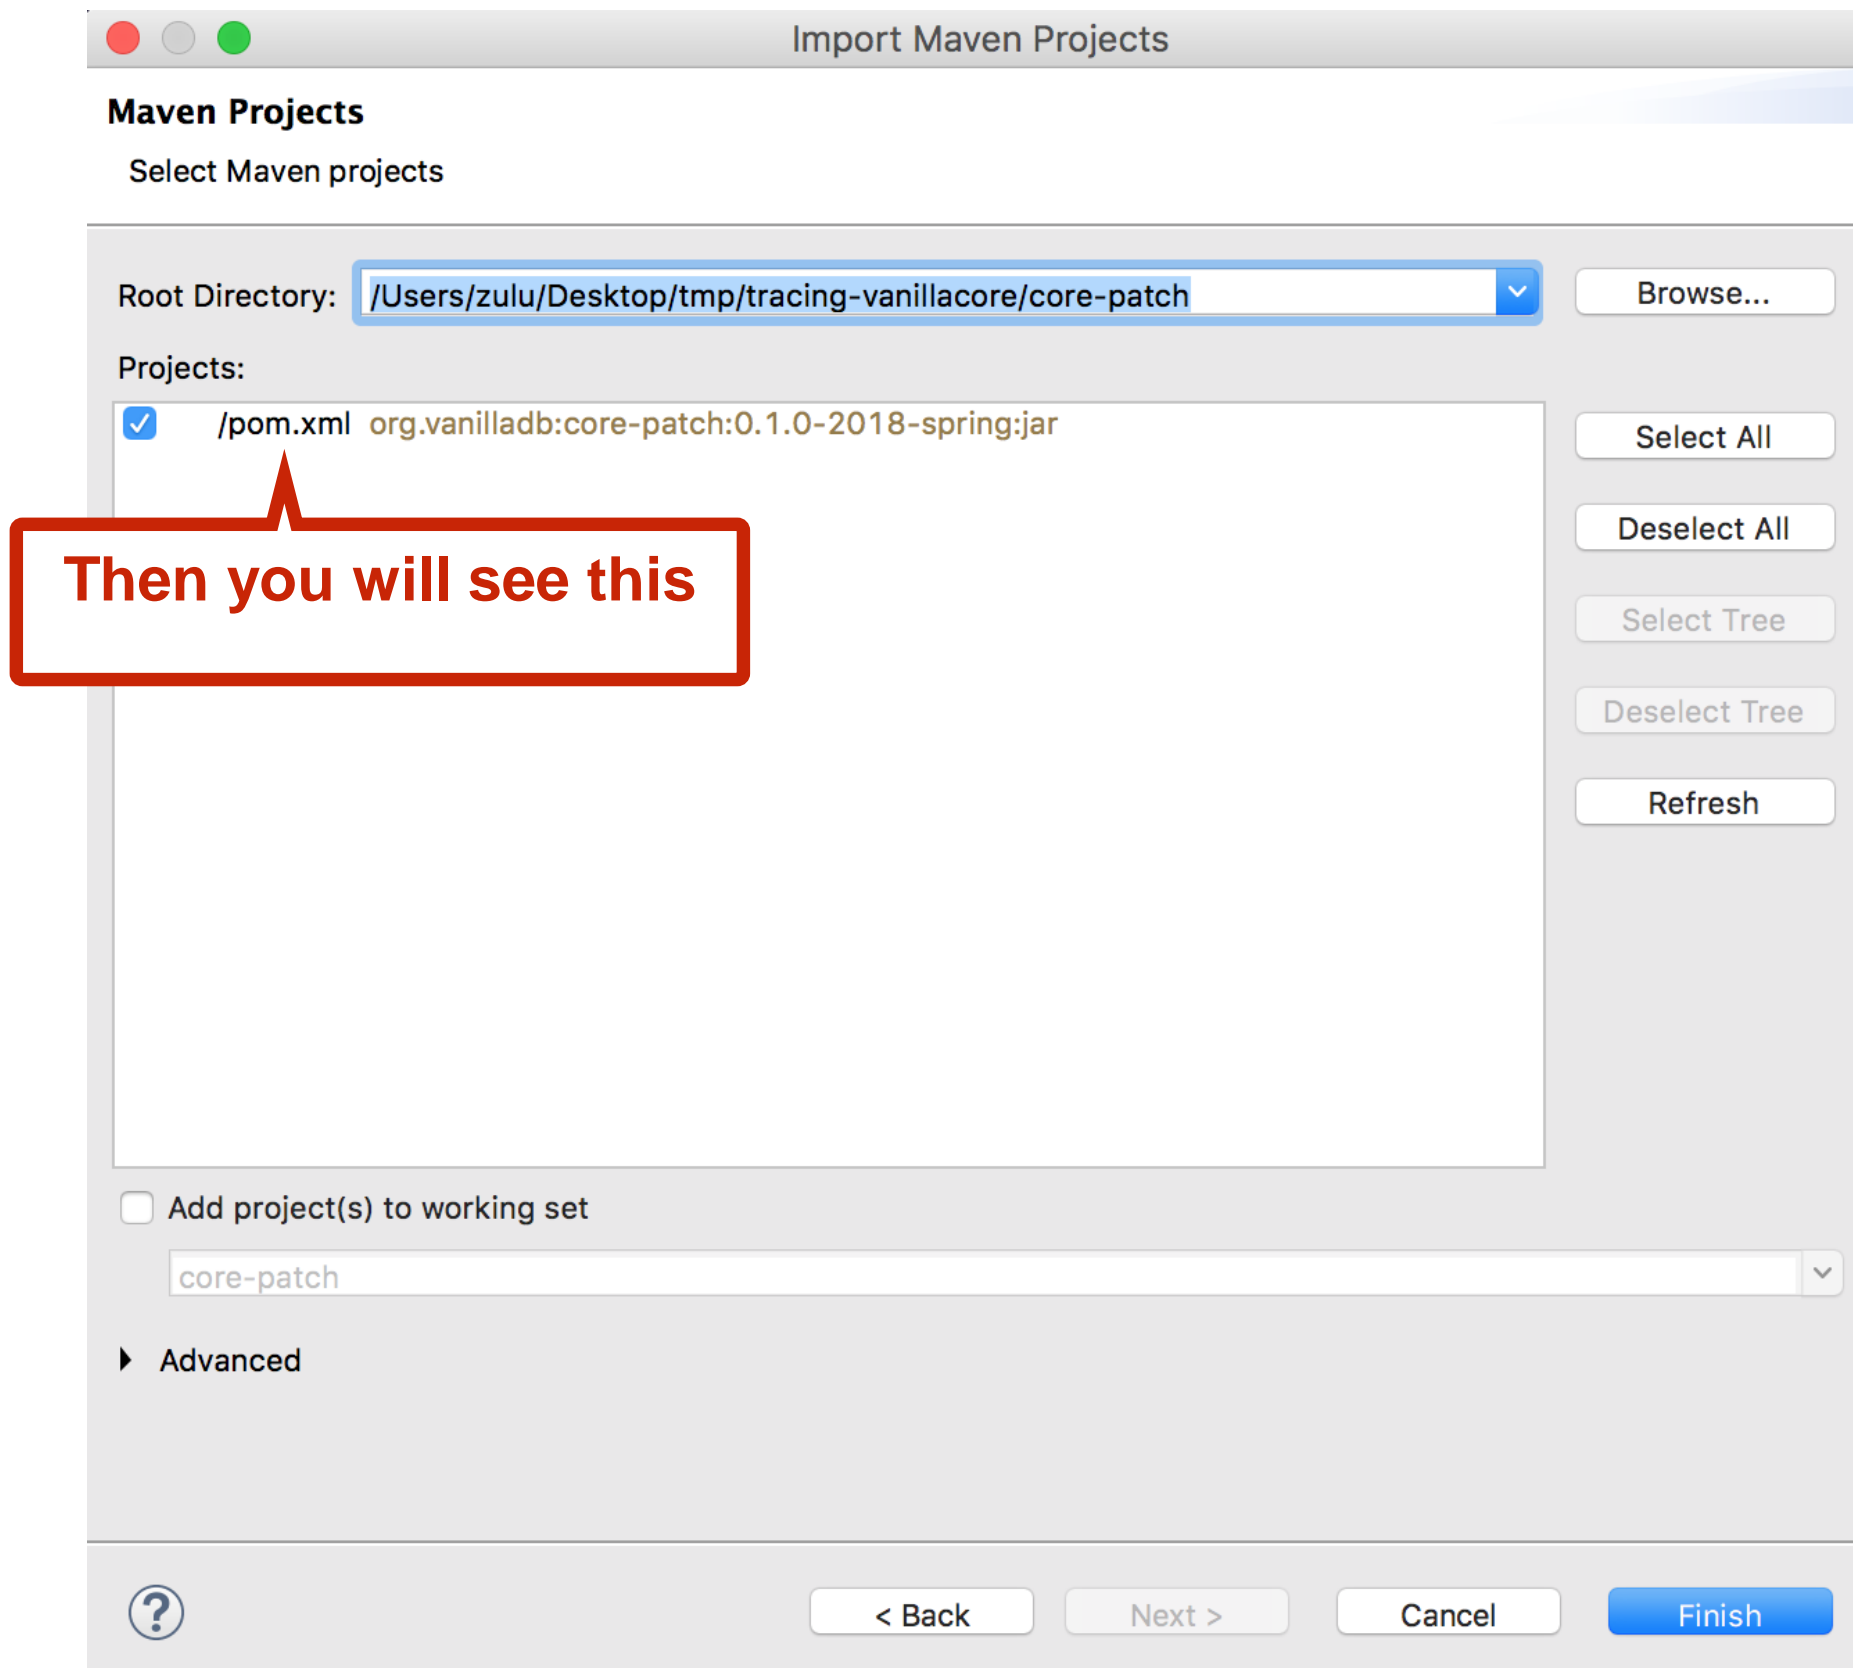 Import Maven Projects
Maven Projects
Select Maven projects
Root Directory: /Users/zulu/Desktop/tmp/tracing-vanillacore/core-patch Browse...
Projects:
/pom.xml org.vanilladb:core-patch:0.1.0-2018-spring:jar
Select All
Then you will see this
Deselect All
Select Tree
Deselect Tree
Refresh
Add project(s) to working set
core-patch
Advanced
? < Back Next > Cancel Finish